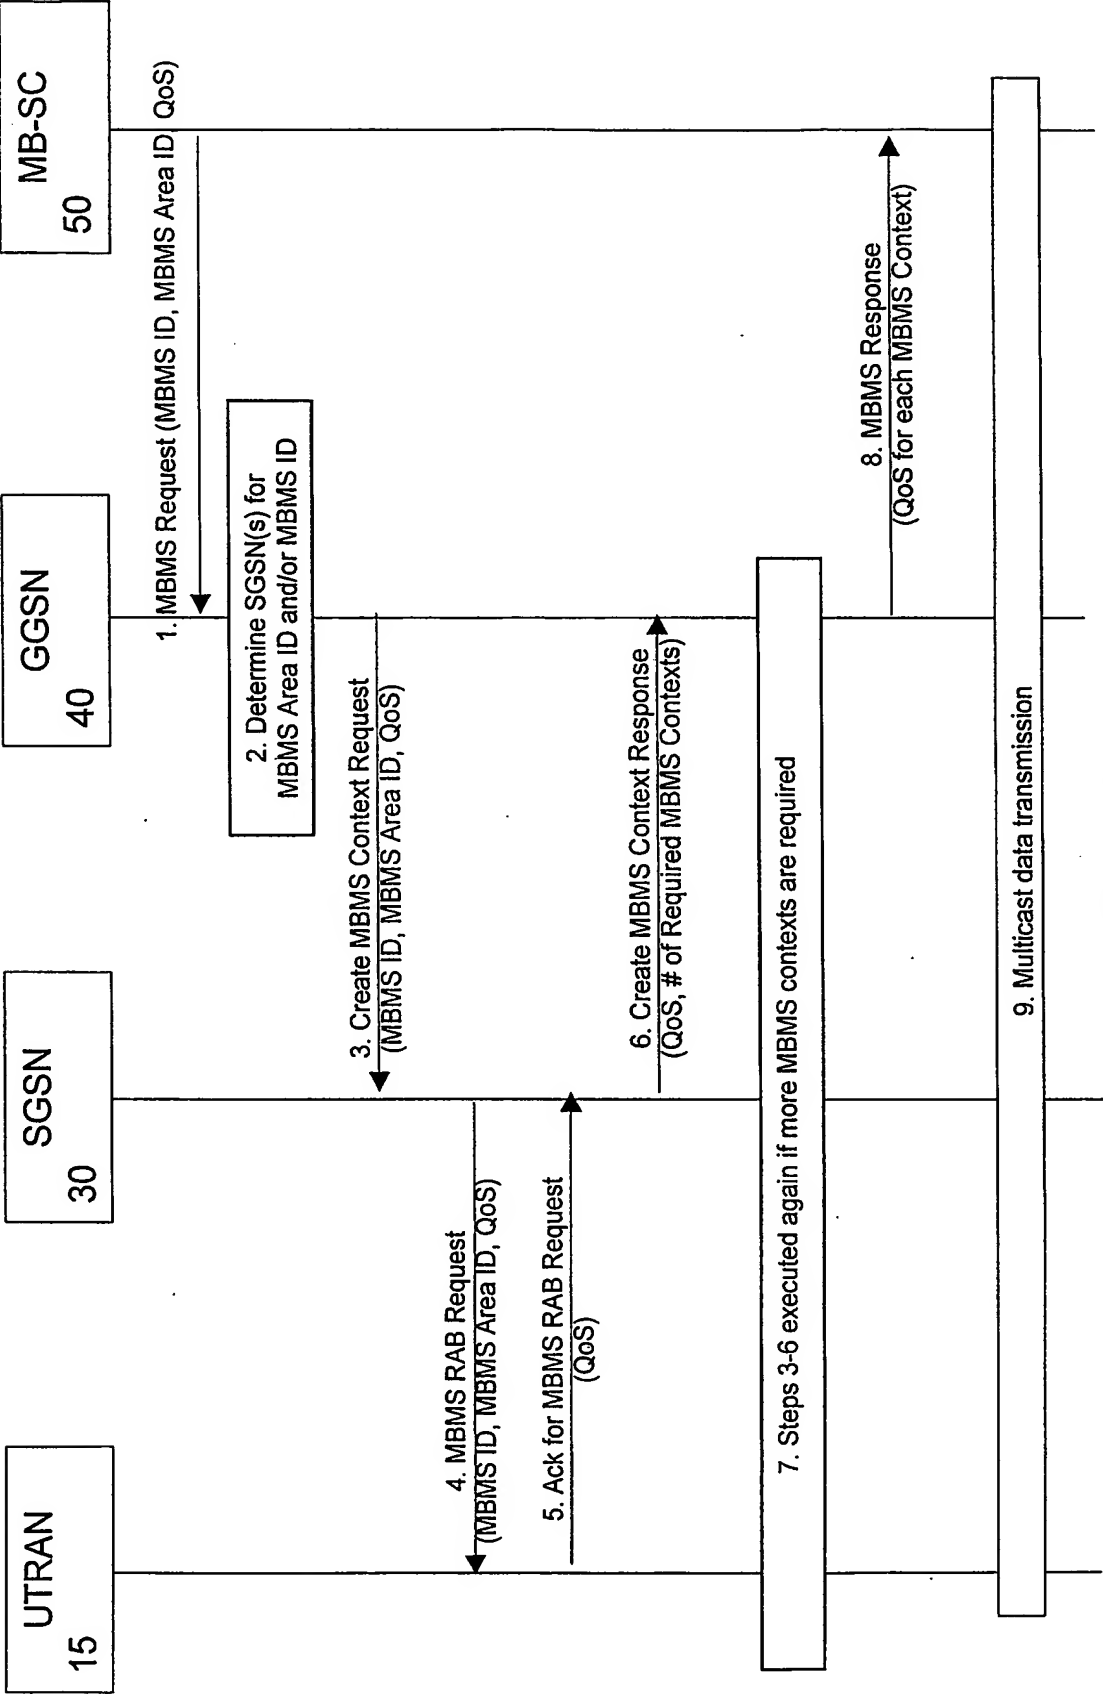 UTRAN
15
SGSN
30
GGSN
40
MB-SC
50
1. MBMS Request (MBMS ID, MBMS Area ID, QoS)
2. Determine SGSN(s) for
MBMS Area ID and/or MBMS ID
3. Create MBMS Context Request
(MBMS ID, MBMS Area ID, QoS)
4. MBMS RAB Request
(MBMS ID, MBMS Area ID, QoS)
5. Ack for MBMS RAB Request
(QoS)
6. Create MBMS Context Response
(QoS, # of Required MBMS Contexts)
7. Steps 3-6 executed again if more MBMS contexts are required
8. MBMS Response
(QoS for each MBMS Context)
9. Multicast data transmission